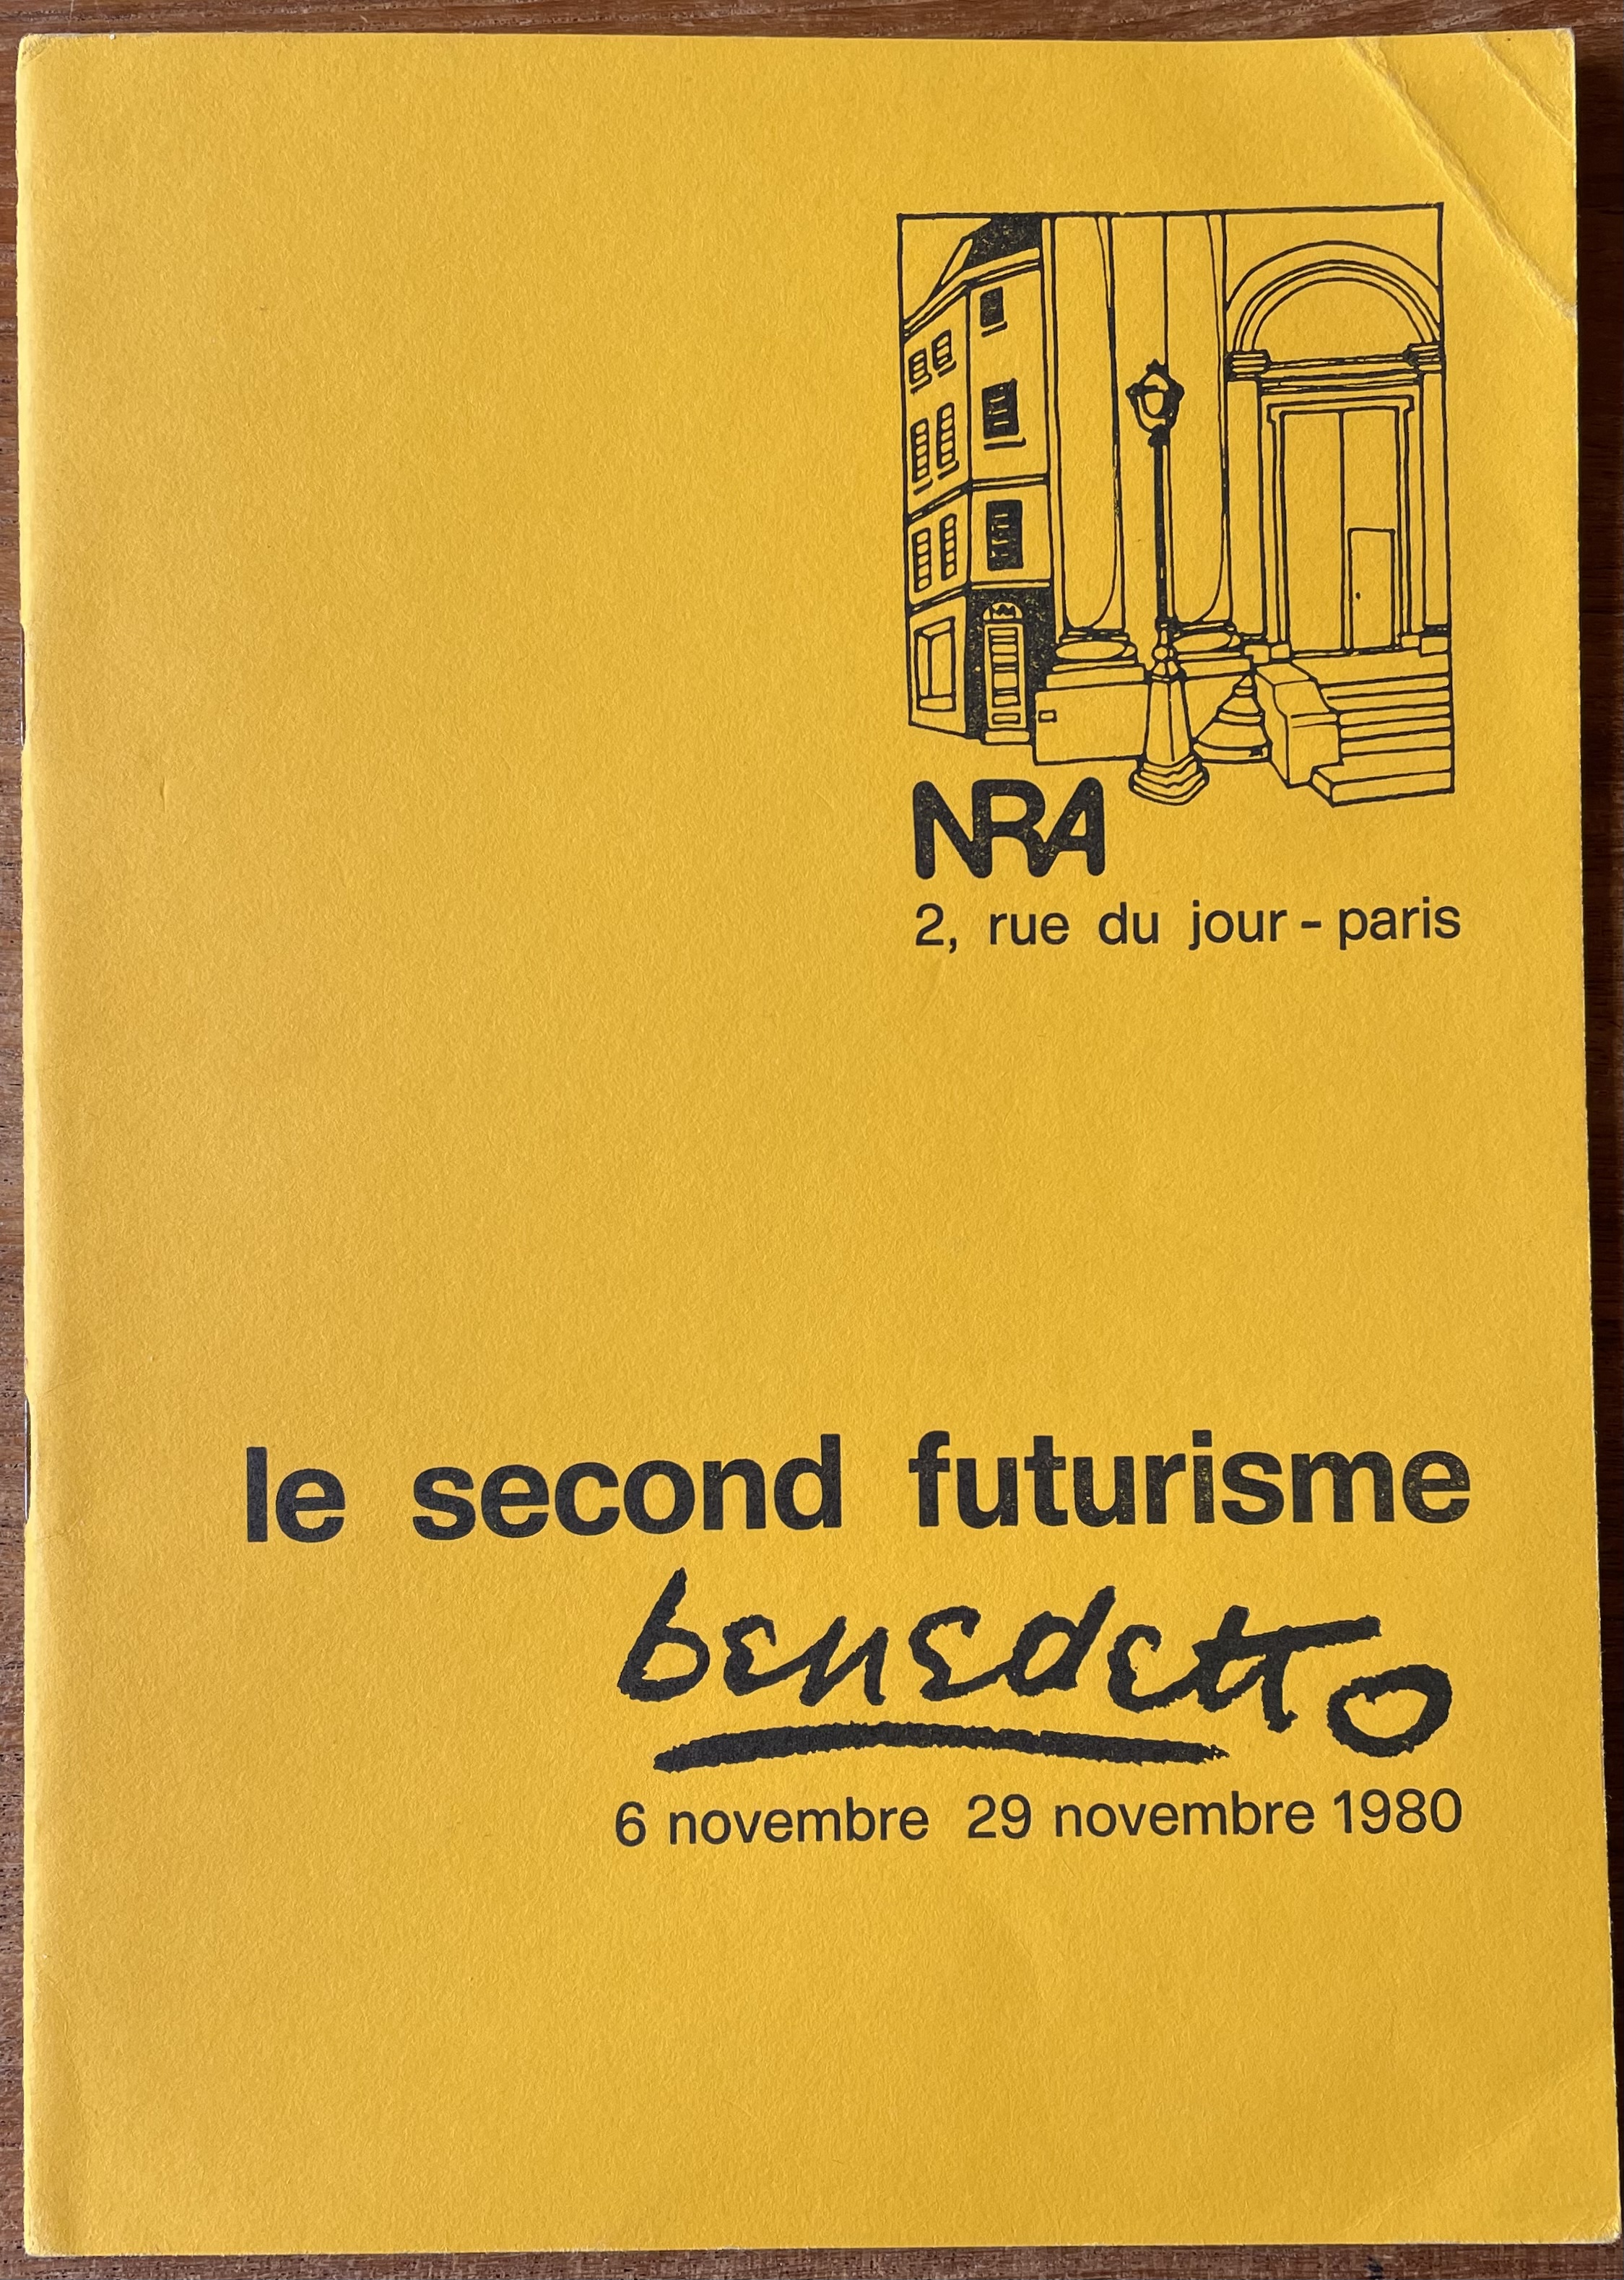 NRA
2, rue du jour - paris
le second futurisme
benedetto
6 novembre 29 novembre 1980